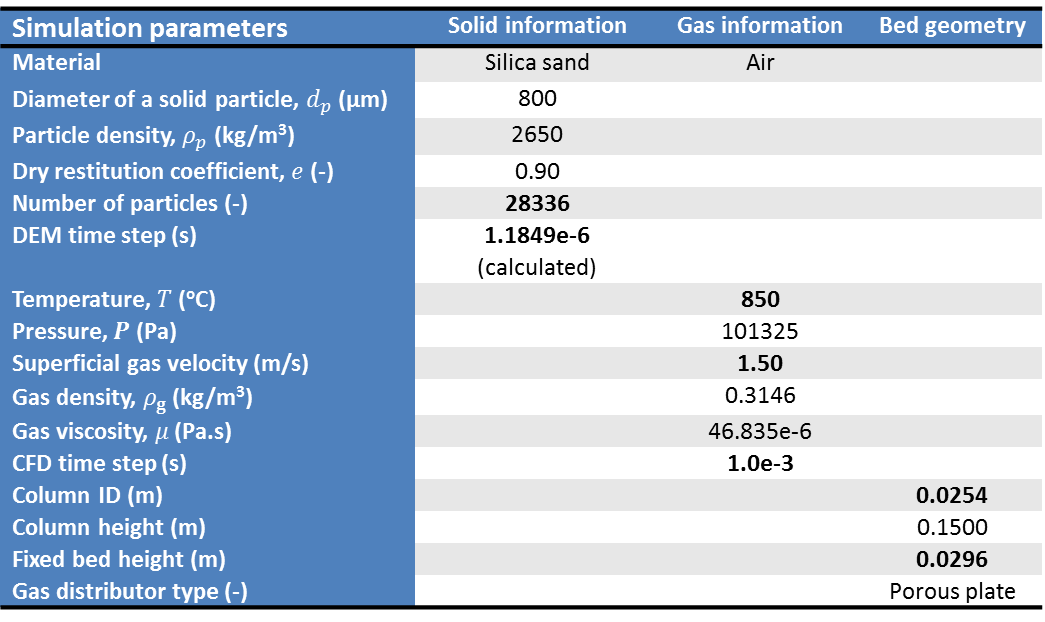 Simulation parameters Solid information Gas information Bed geometry
Material Silica sand Air
Diameter of a solid particle, dₚ (µm) 800
Particle density, ρₚ (kg/m³) 2650
Dry restitution coefficient, e (-) 0.90
Number of particles (-) 28336
DEM time step (s) 1.1849e-6
(calculated)
Temperature, T (°C) 850
Pressure, P (Pa) 101325
Superficial gas velocity (m/s) 1.50
Gas density, ρg (kg/m³) 0.3146
Gas viscosity, µ (Pa.s) 46.835e-6
CFD time step (s) 1.0e-3
Column ID (m) 0.0254
Column height (m) 0.1500
Fixed bed height (m) 0.0296
Gas distributor type (-) Porous plate